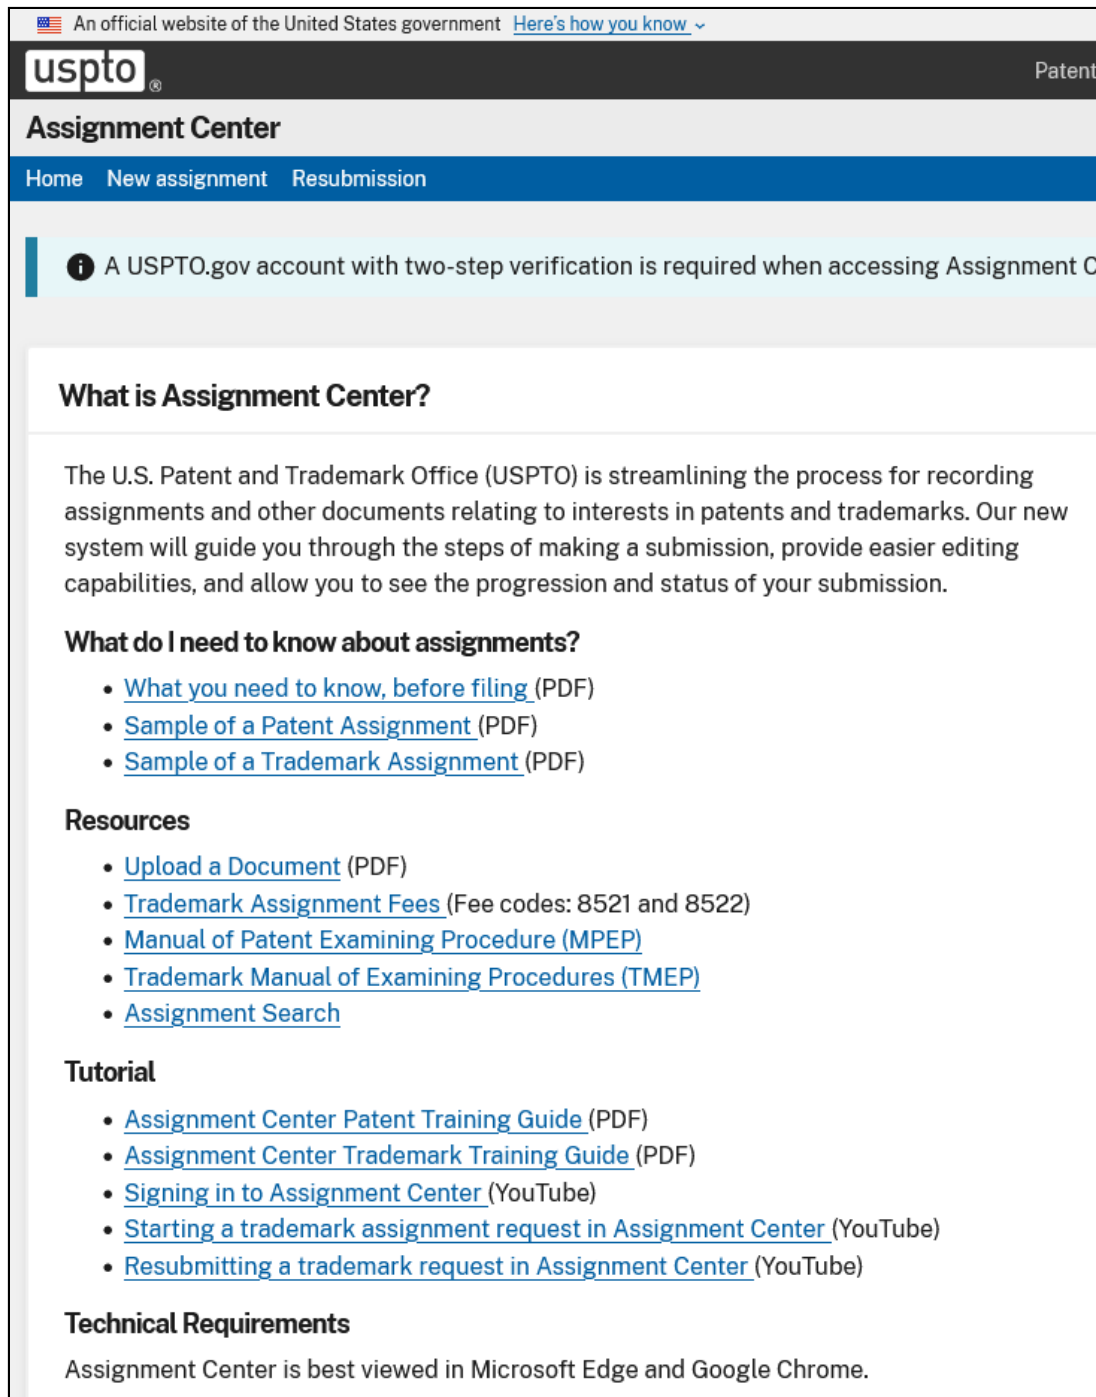 An official website of the United States government Here's how you know
uspto®
Patent
Assignment Center
Home New assignment Resubmission
A USPTO.gov account with two-step verification is required when accessing Assignment C
What is Assignment Center?
The U.S. Patent and Trademark Office (USPTO) is streamlining the process for recording
assignments and other documents relating to interests in patents and trademarks. Our new
system will guide you through the steps of making a submission, provide easier editing
capabilities, and allow you to see the progression and status of your submission.
What do I need to know about assignments?
• What you need to know, before filing (PDF)
• Sample of a Patent Assignment (PDF)
• Sample of a Trademark Assignment (PDF)
Resources
• Upload a Document (PDF)
• Trademark Assignment Fees (Fee codes: 8521 and 8522)
• Manual of Patent Examining Procedure (MPEP)
• Trademark Manual of Examining Procedures (TMEP)
• Assignment Search
Tutorial
• Assignment Center Patent Training Guide (PDF)
• Assignment Center Trademark Training Guide (PDF)
• Signing in to Assignment Center (YouTube)
• Starting a trademark assignment request in Assignment Center (YouTube)
• Resubmitting a trademark request in Assignment Center (YouTube)
Technical Requirements
Assignment Center is best viewed in Microsoft Edge and Google Chrome.